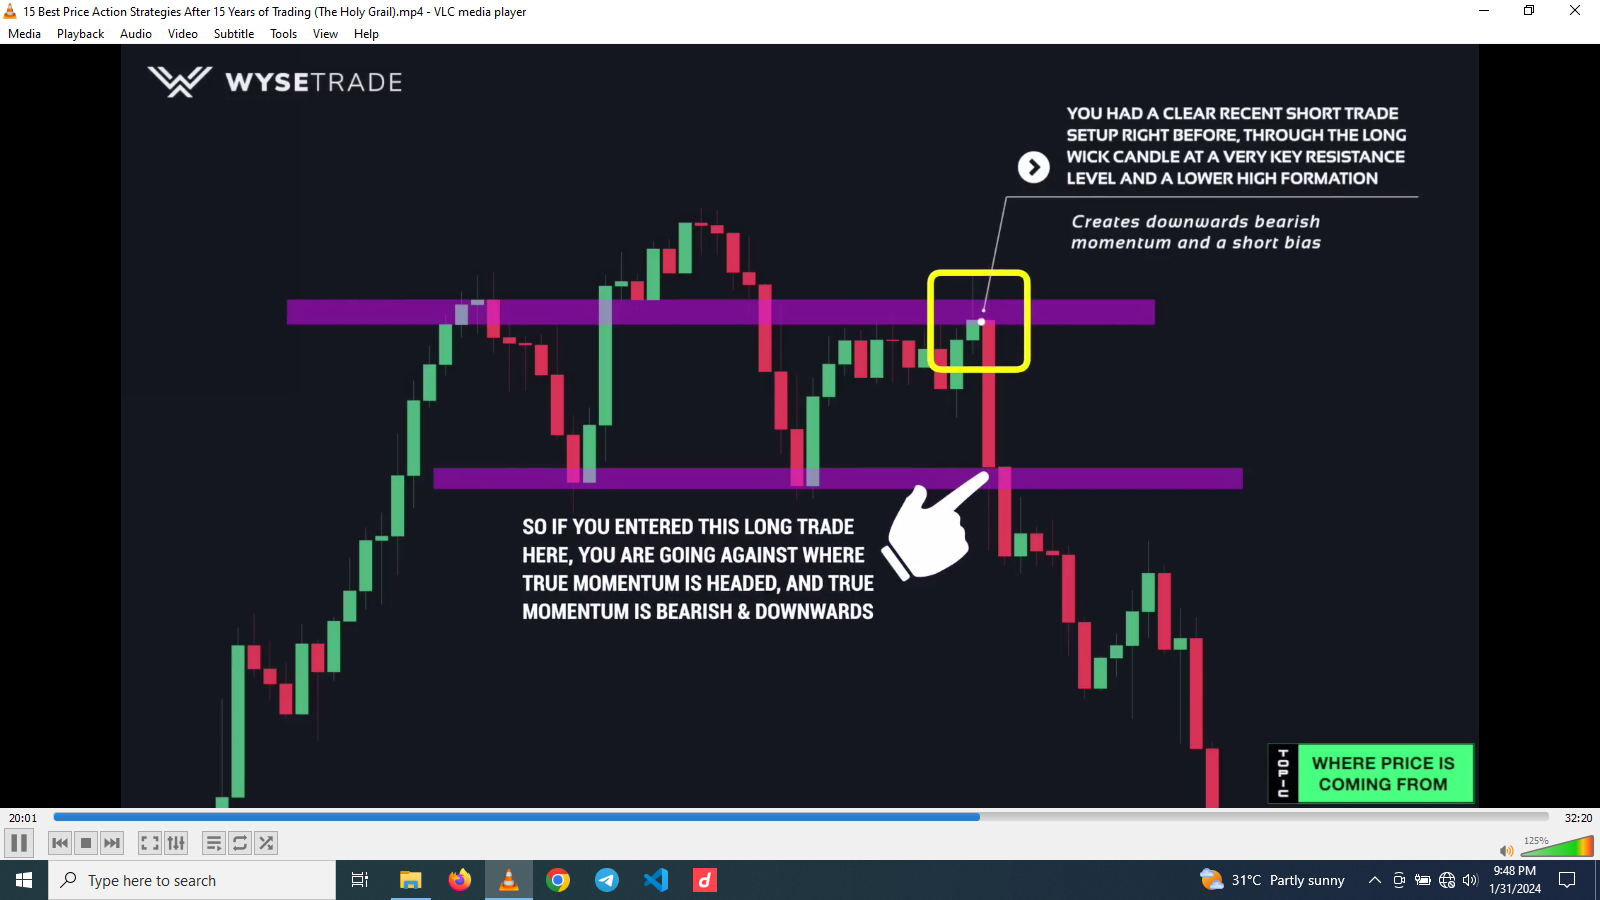 15 Best Price Action Strategies After 15 Years of Trading (The Holy Grail).mp4 - VLC media player
Media Playback Audio Video Subtitle Tools View Help
WYSETRADE
YOU HAD A CLEAR RECENT SHORT TRADE
SETUP RIGHT BEFORE, THROUGH THE LONG
WICK CANDLE AT A VERY KEY RESISTANCE
LEVEL AND A LOWER HIGH FORMATION
Creates downwards bearish
momentum and a short bias
SO IF YOU ENTERED THIS LONG TRADE
HERE, YOU ARE GOING AGAINST WHERE
TRUE MOMENTUM IS HEADED, AND TRUE
MOMENTUM IS BEARISH & DOWNWARDS
TOPIC
WHERE PRICE IS
COMING FROM
20:01
32:20
125%
Type here to search
31°C Partly sunny
9:48 PM
1/31/2024